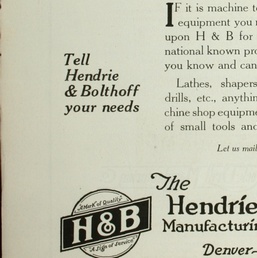 Tell
Hendrie
& Bolthoff
your needs
IF it is machine to
equipment you n
upon H & B for
national known pro
you know and can
Lathes, shapers
drills, etc., anythin
chine shop equipme
of small tools and
Let us mail
The
Hendrie
Manufacturin
Denver-
A Mark of Quality
H&B
A Sign of Service